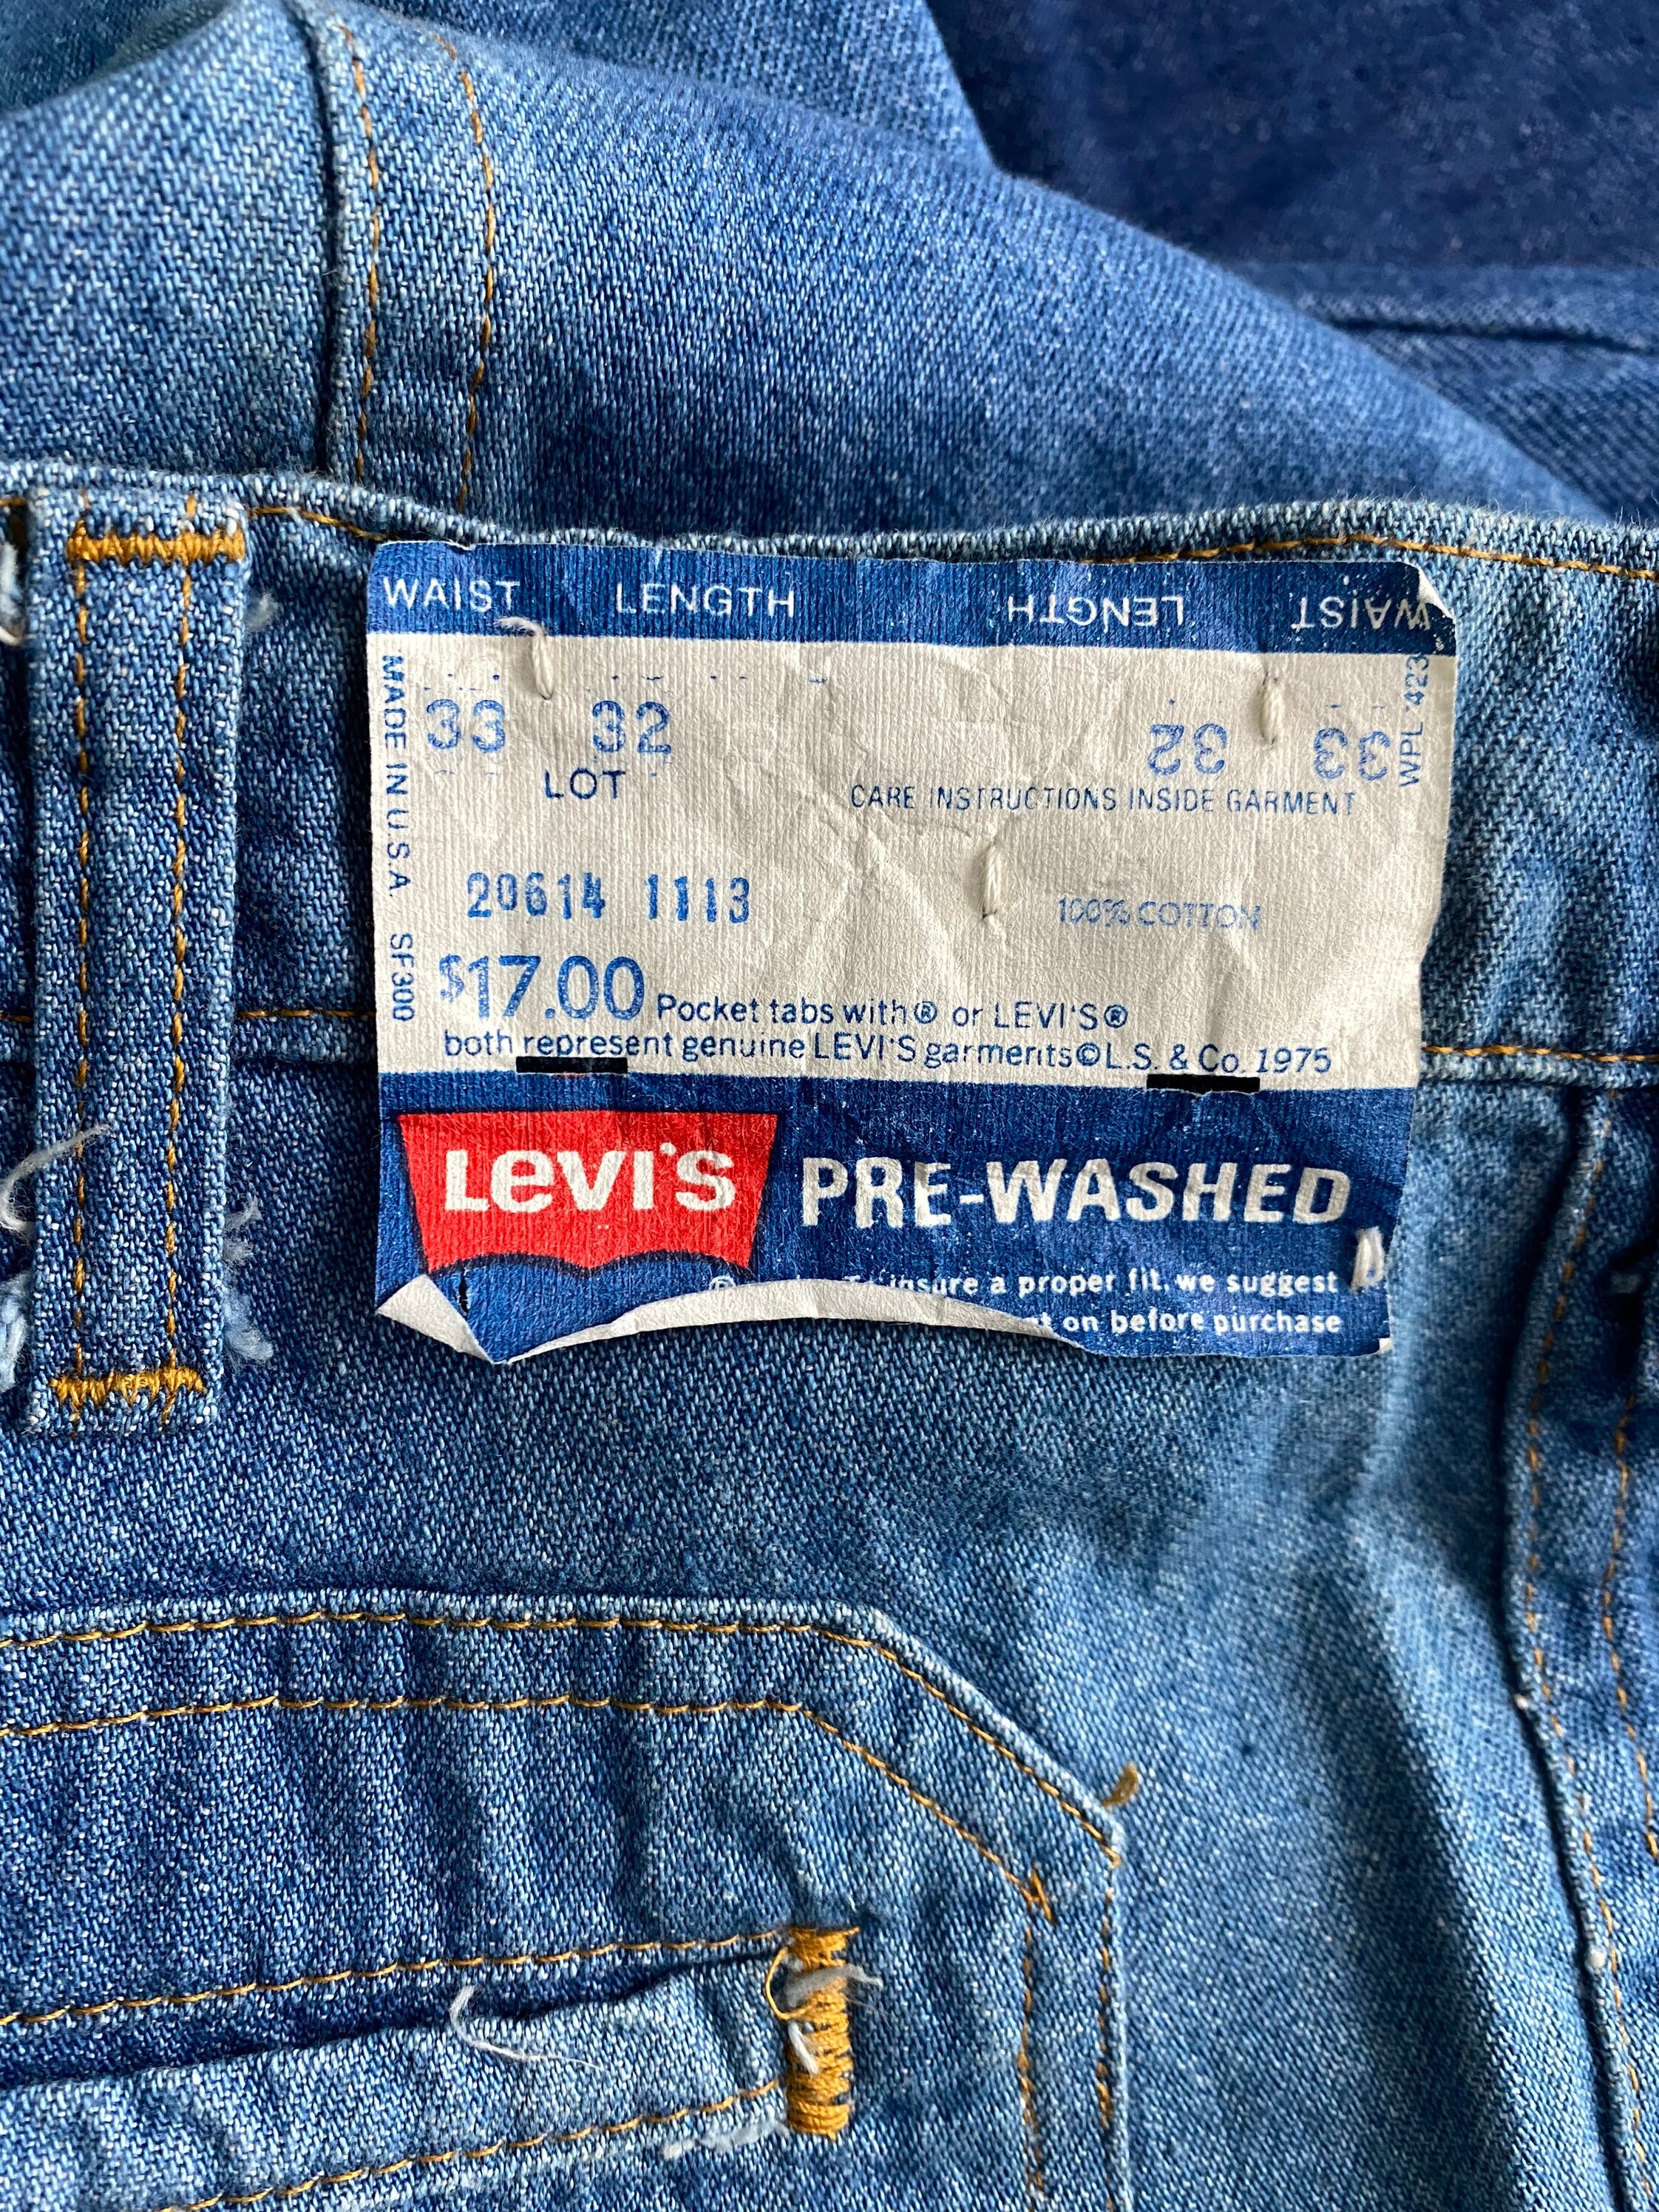 WAIST LENGTH LENGTH WAIST
MADE IN U.S.A. SF300
33 32 32 33
WPL 423
LOT
CARE INSTRUCTIONS INSIDE GARMENT
20614 1113
100% COTTON
$17.00 Pocket tabs with® or LEVI'S®
both represent genuine LEVI'S garments©L.S. & Co. 1975
LEVI'S PRE-WASHED
® To insure a proper fit, we suggest
on before purchase